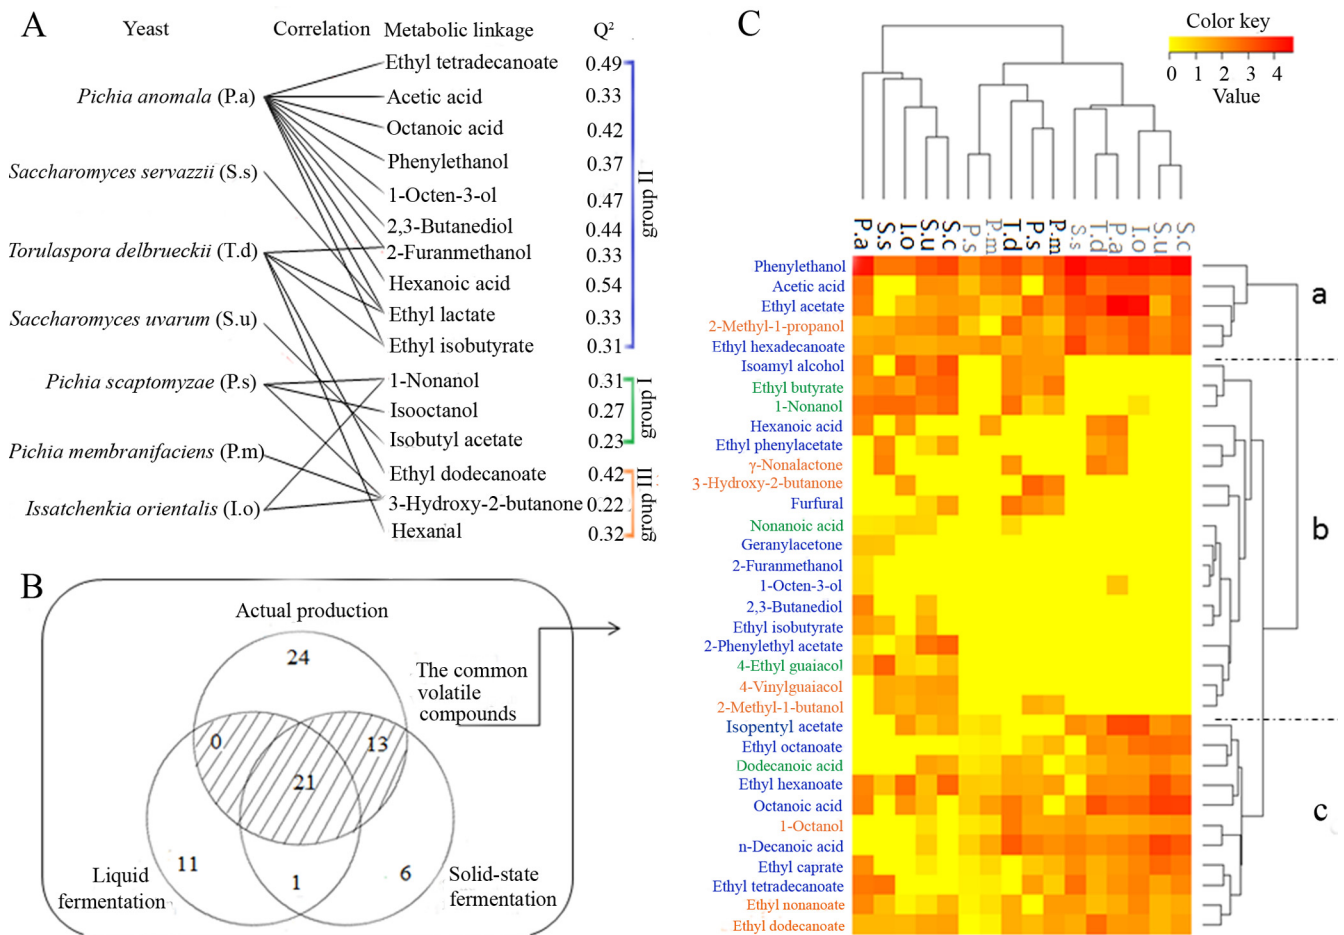 A
Yeast
Correlation
Metabolic linkage
Q²
Pichia anomala (P.a)
Saccharomyces servazzii (S.s)
Torulaspora delbrueckii (T.d)
Saccharomyces uvarum (S.u)
Pichia scaptomyzae (P.s)
Pichia membranifaciens (P.m)
Issatchenkia orientalis (I.o)
Ethyl tetradecanoate 0.49
Acetic acid 0.33
Octanoic acid 0.42
Phenylethanol 0.37
1-Octen-3-ol 0.47
2,3-Butanediol 0.44
2-Furanmethanol 0.33
Hexanoic acid 0.54
Ethyl lactate 0.33
Ethyl isobutyrate 0.31
1-Nonanol 0.31
Isooctanol 0.27
Isobutyl acetate 0.23
Ethyl dodecanoate 0.42
3-Hydroxy-2-butanone 0.22
Hexanal 0.32
II group
I group
III group
B
Actual production
24
The common
volatile
compounds
0
13
21
11
1
6
Liquid
fermentation
Solid-state
fermentation
C
Color key
0 1 2 3 4
Value
P.a S.s I.o S.u S.c P.s P.m T.d P.s P.m S.s T.d P.a I.O S.u S.c
Phenylethanol
Acetic acid
Ethyl acetate
2-Methyl-1-propanol
Ethyl hexadecanoate
Isoamyl alcohol
Ethyl butyrate
1-Nonanol
Hexanoic acid
Ethyl phenylacetate
γ-Nonalactone
3-Hydroxy-2-butanone
Furfural
Nonanoic acid
Geranylacetone
2-Furanmethanol
1-Octen-3-ol
2,3-Butanediol
Ethyl isobutyrate
2-Phenylethyl acetate
4-Ethyl guaiacol
4-Vinylguaiacol
2-Methyl-1-butanol
Isopentyl acetate
Ethyl octanoate
Dodecanoic acid
Ethyl hexanoate
Octanoic acid
1-Octanol
n-Decanoic acid
Ethyl caprate
Ethyl tetradecanoate
Ethyl nonanoate
Ethyl dodecanoate
a
b
c